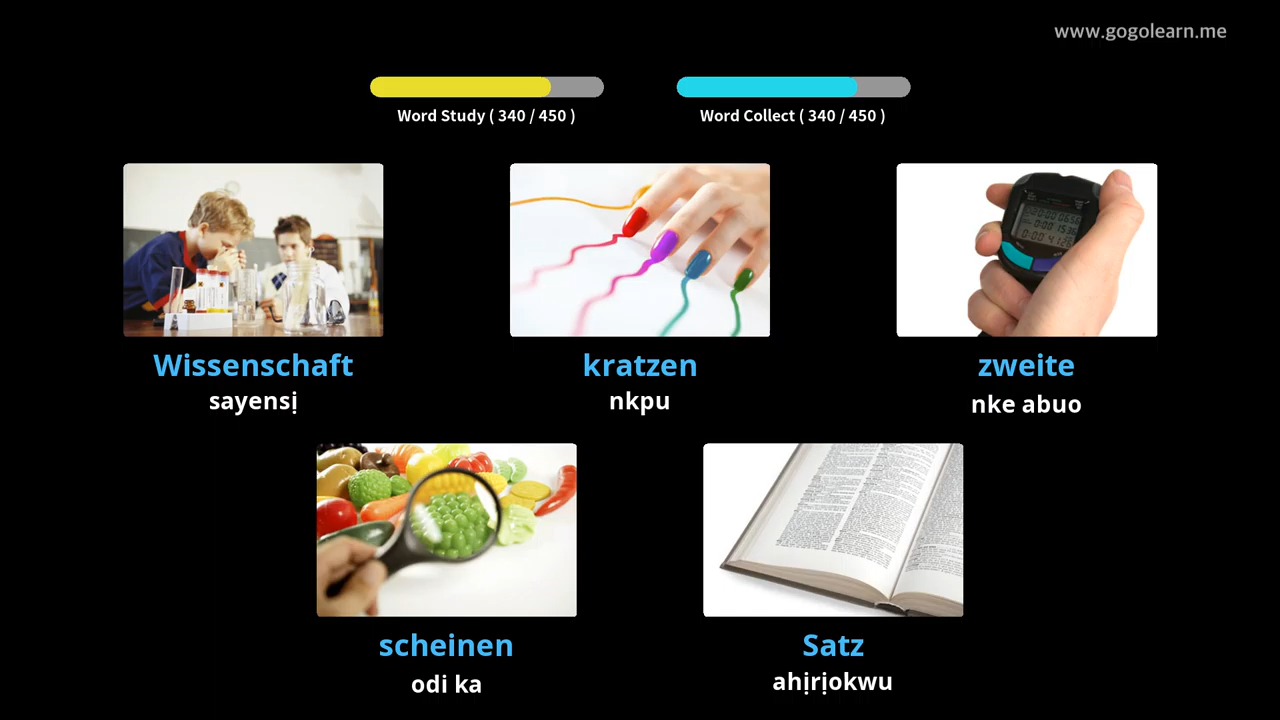 www.gogolearn.me
Word Study ( 340 / 450 )
Word Collect ( 340 / 450 )
Wissenschaft
sayensị
kratzen
nkpu
zweite
nke abuo
scheinen
odi ka
Satz
ahịrịokwu